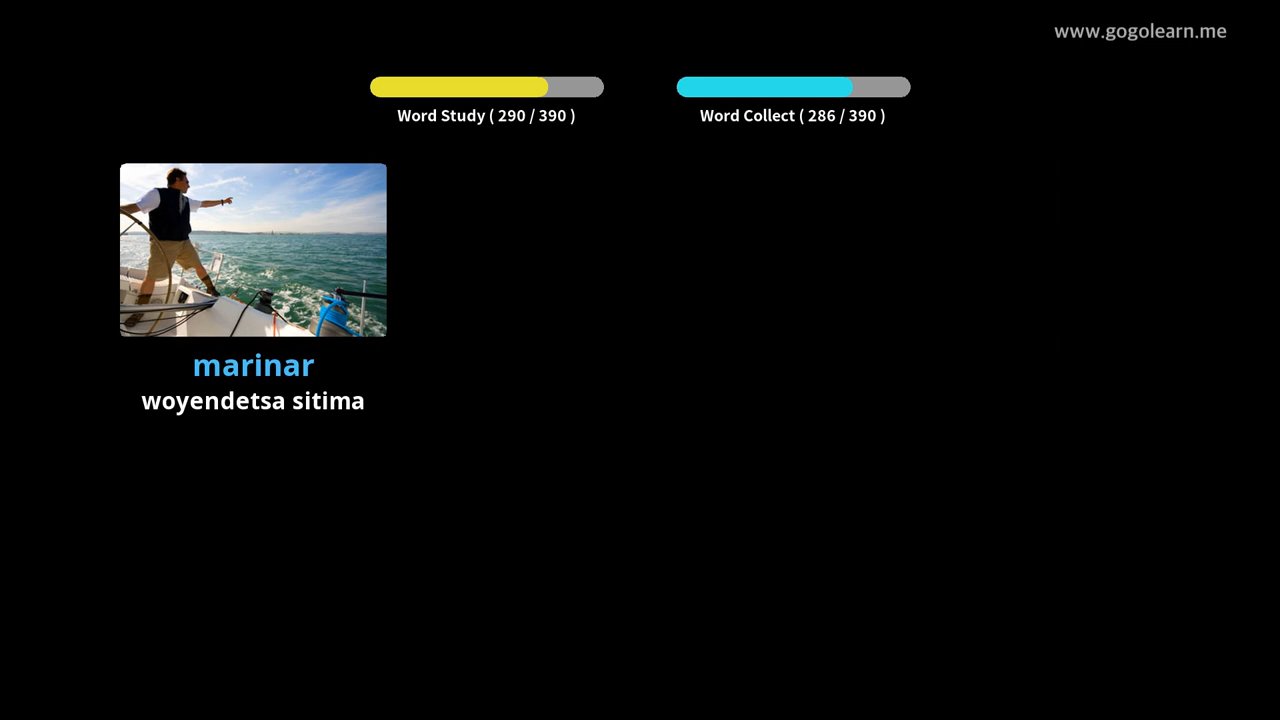 www.gogolearn.me
Word Study ( 290 / 390 )
Word Collect ( 286 / 390 )
marinar
woyendetsa sitima